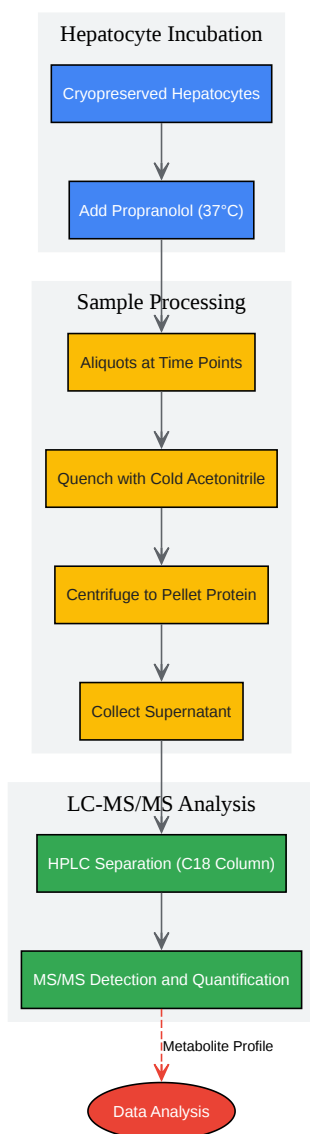 Hepatocyte Incubation
Cryopreserved Hepatocytes
Add Propranolol (37°C)
Sample Processing
Aliquots at Time Points
Quench with Cold Acetonitrile
Centrifuge to Pellet Protein
Collect Supernatant
LC-MS/MS Analysis
HPLC Separation (C18 Column)
MS/MS Detection and Quantification
Metabolite Profile
Data Analysis